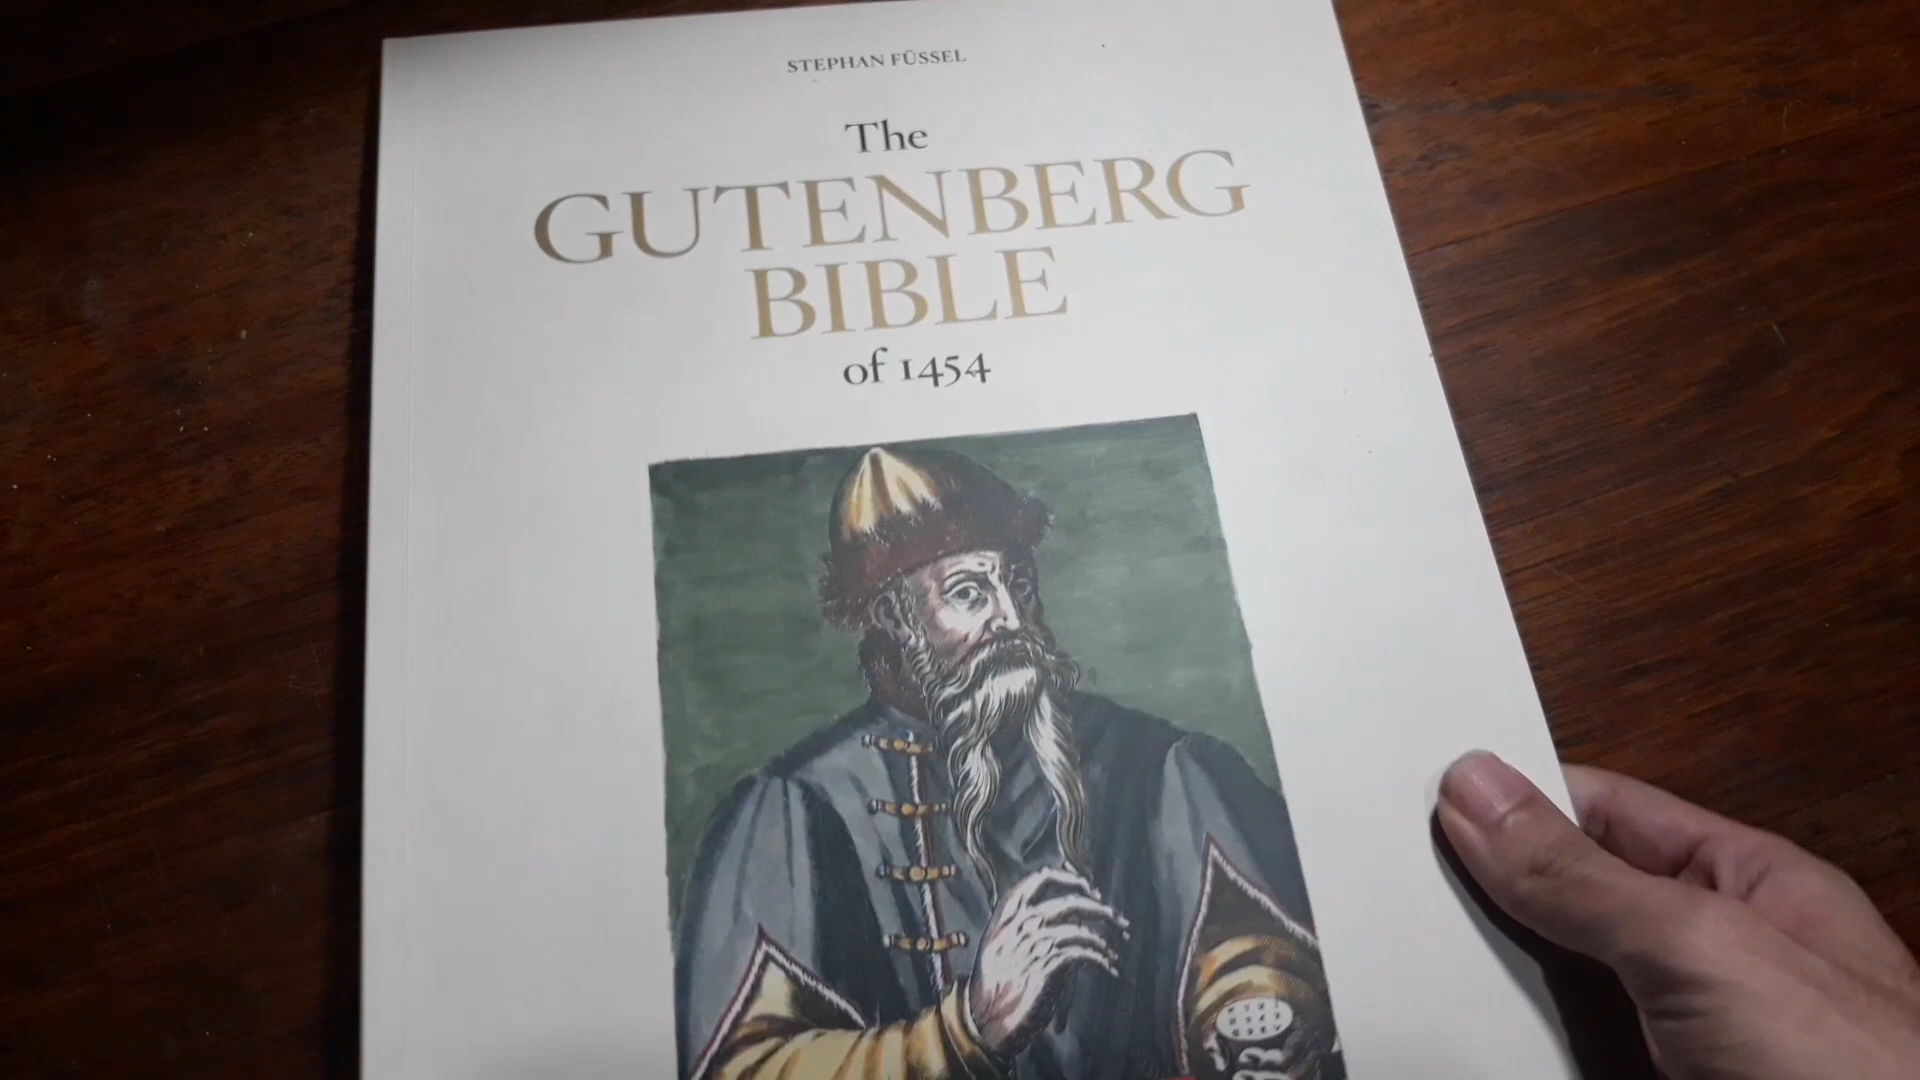 STEPHAN FÜSSEL
The
GUTENBERG
BIBLE
of 1454